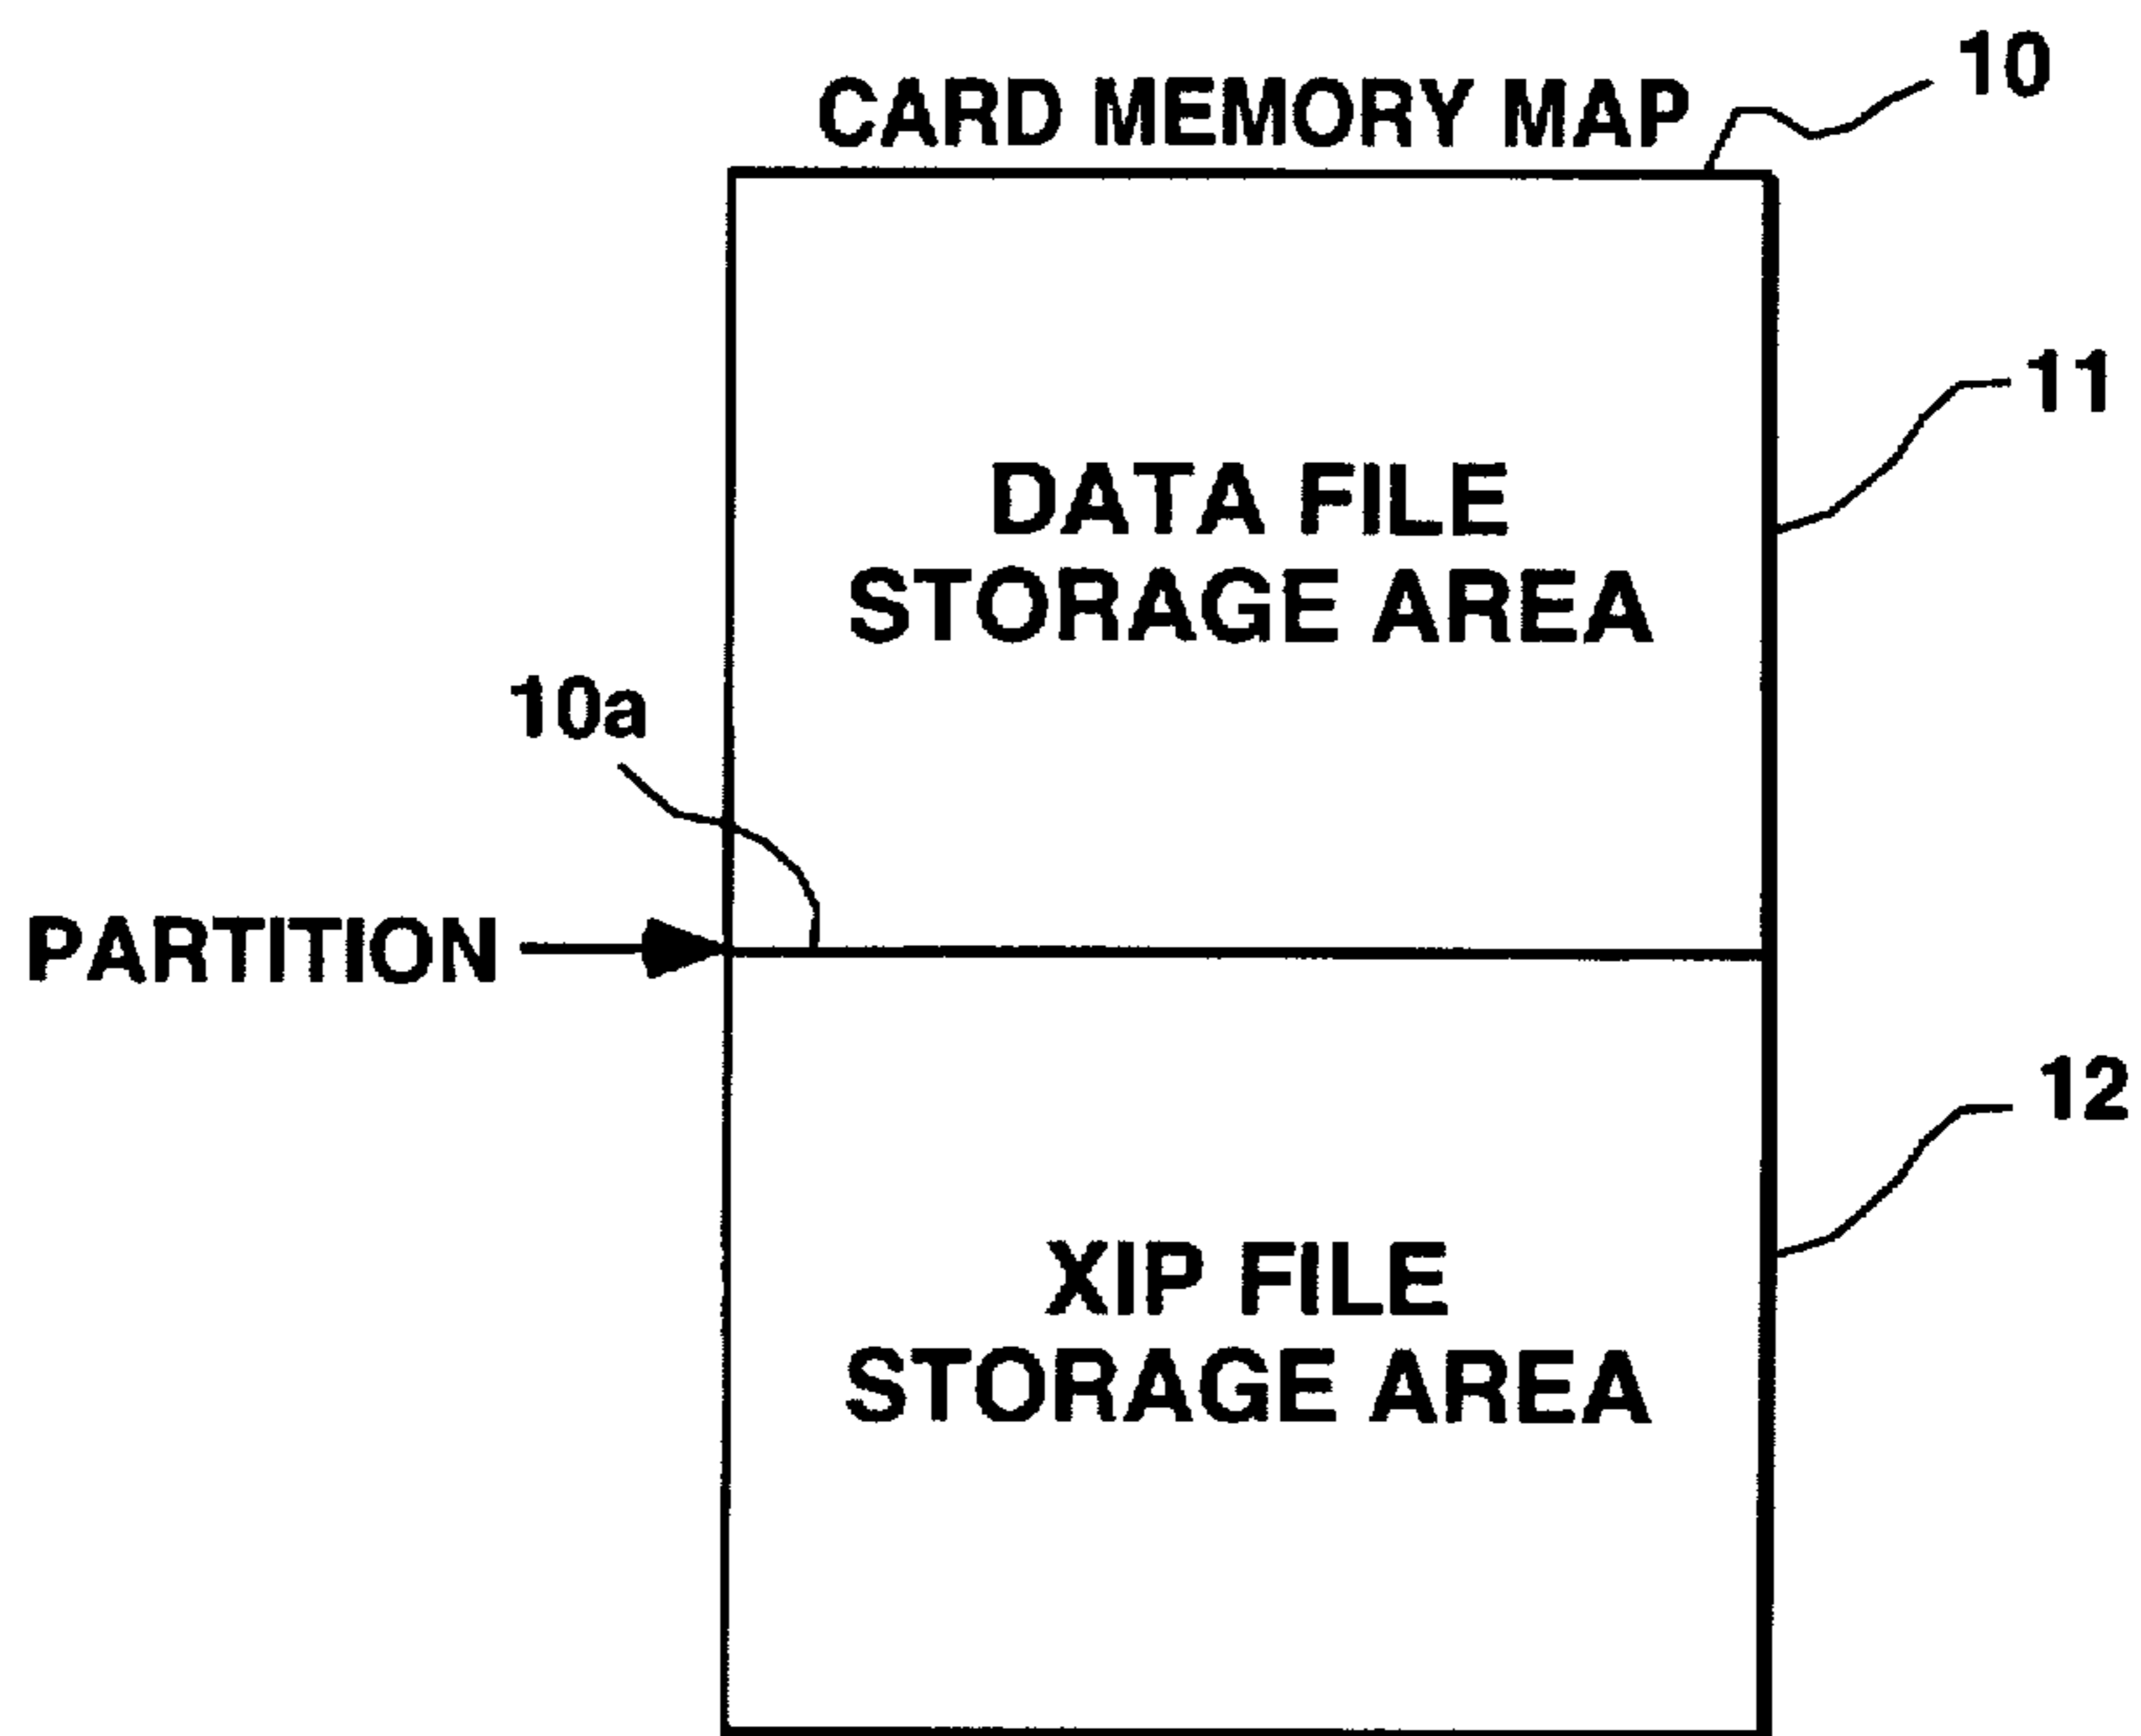 10
CARD MEMORY MAP
11
DATA FILE
STORAGE AREA
10a
PARTITION
12
XIP FILE
STORAGE AREA